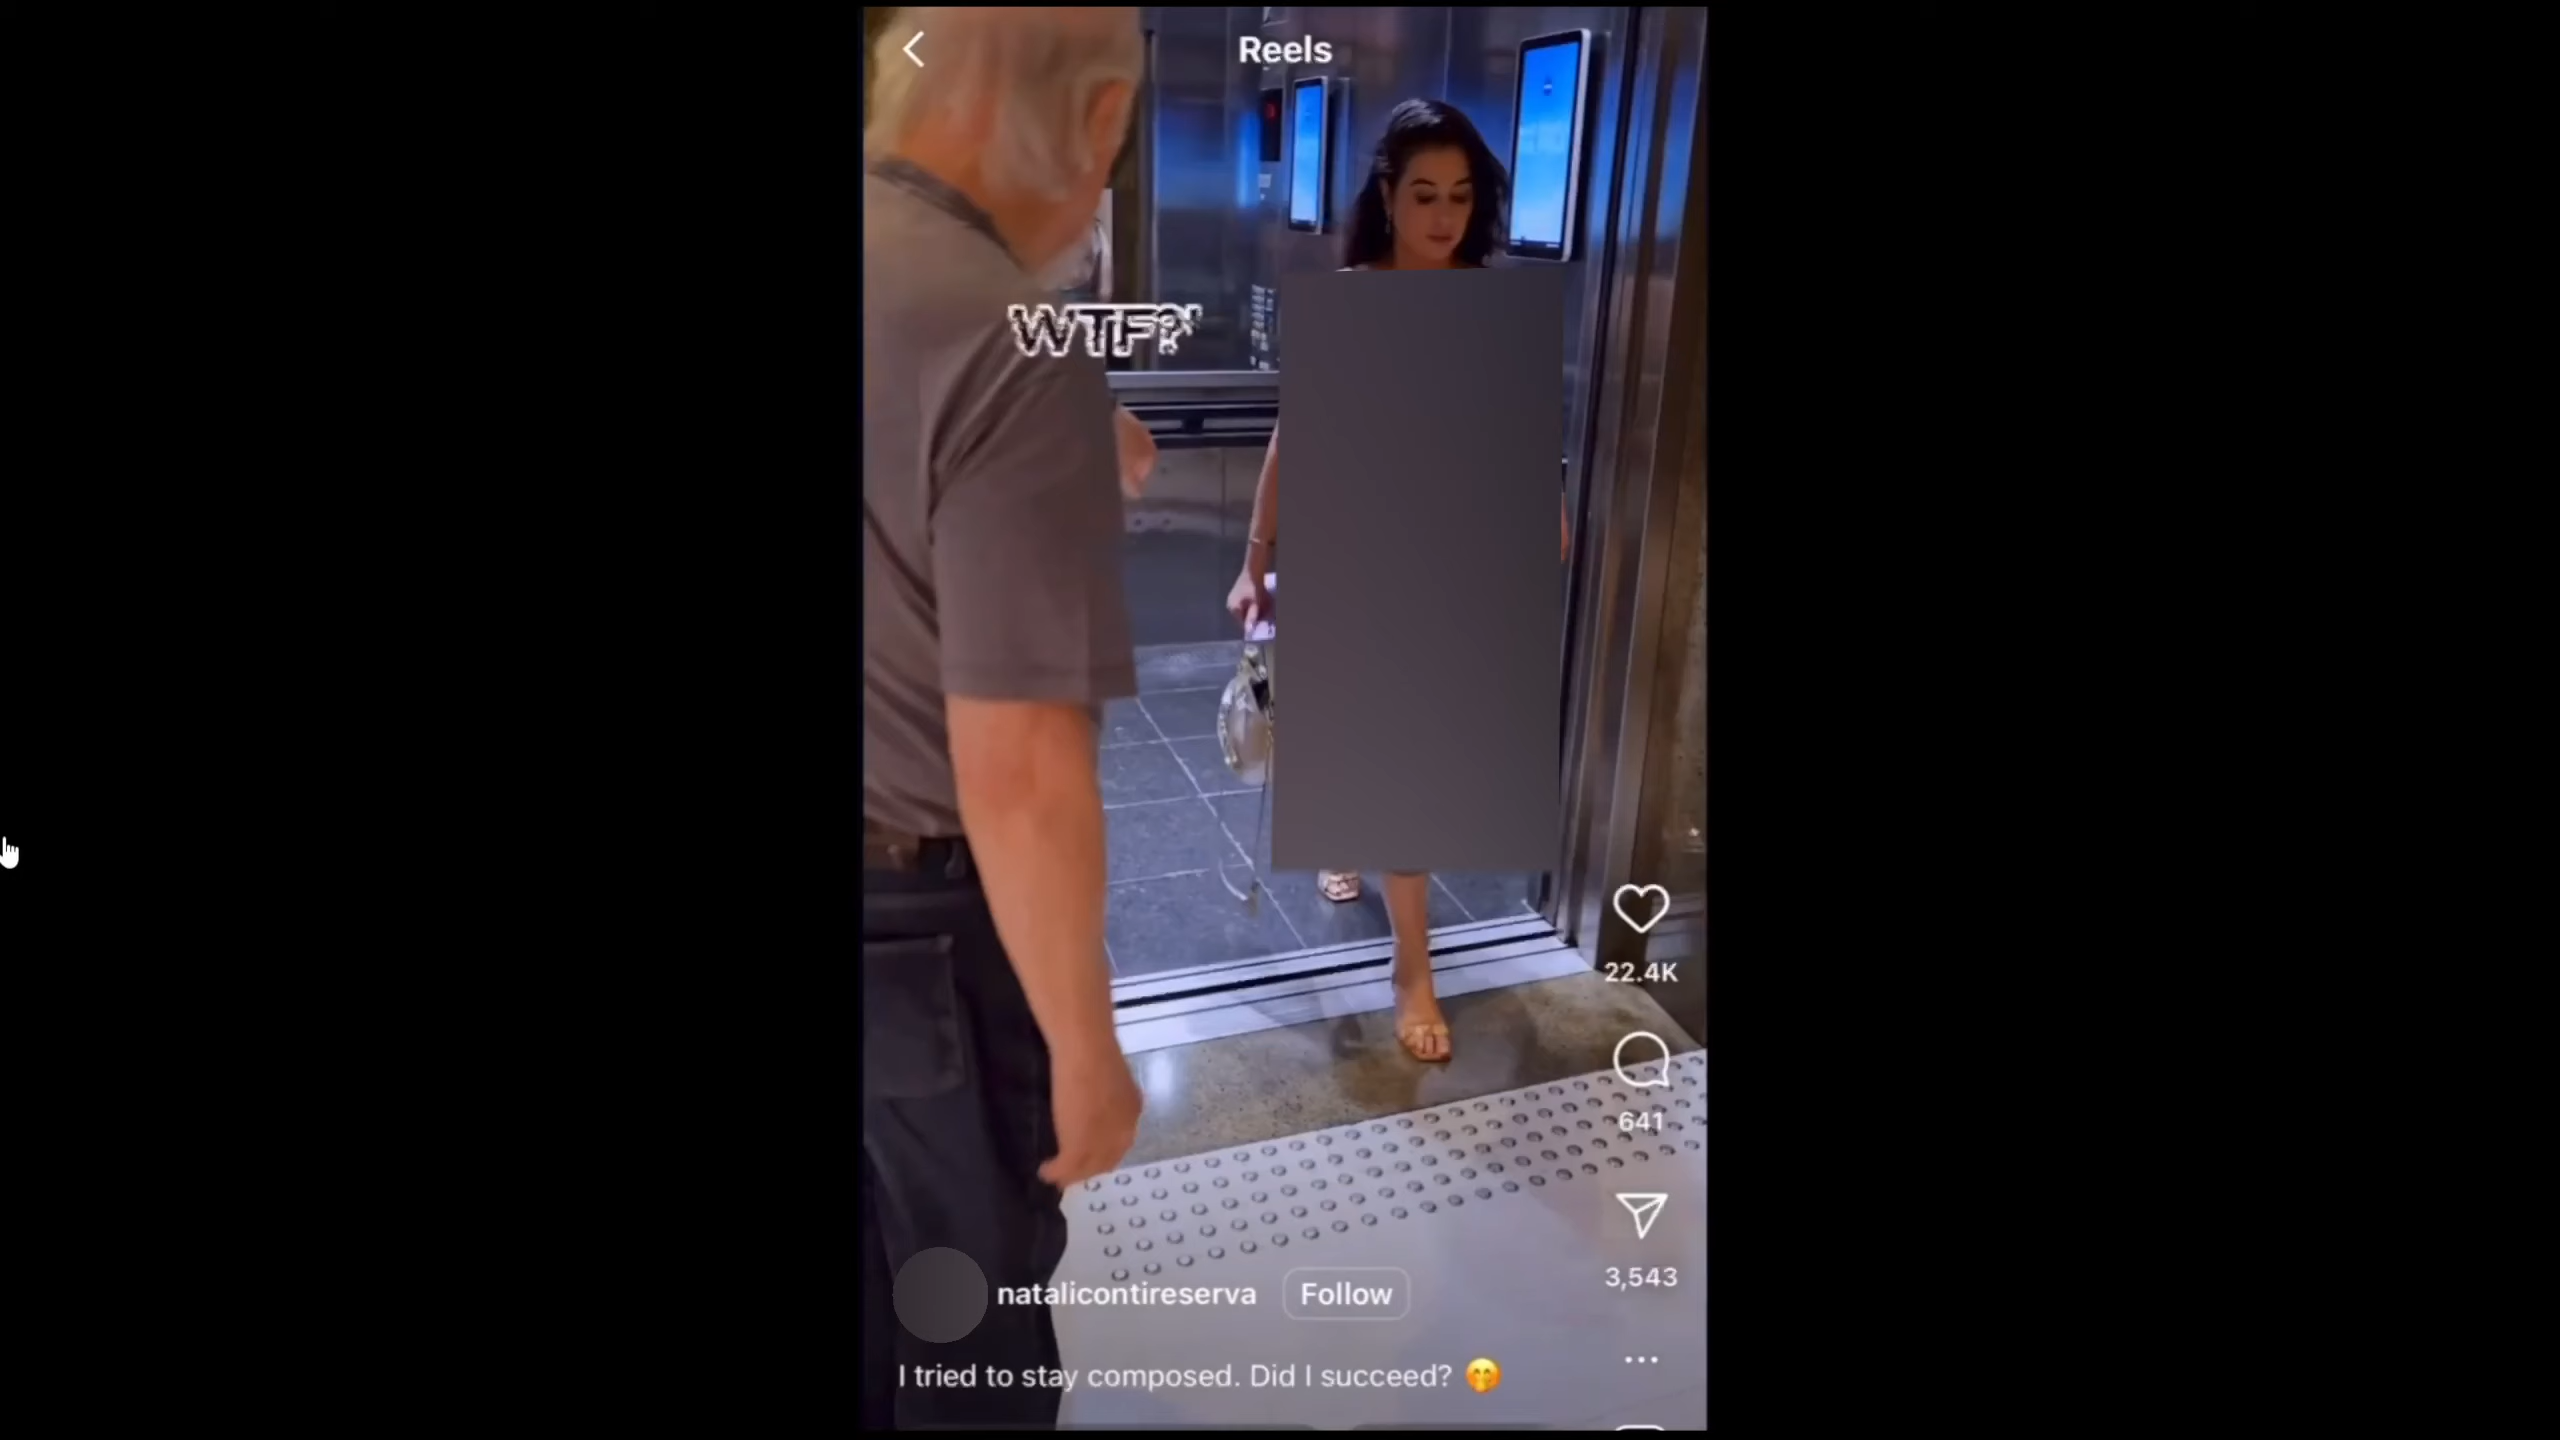 Reels
WTF?!
22.4K
641
3,543
natalicontireserva
Follow
I tried to stay composed. Did I succeed? 🤭